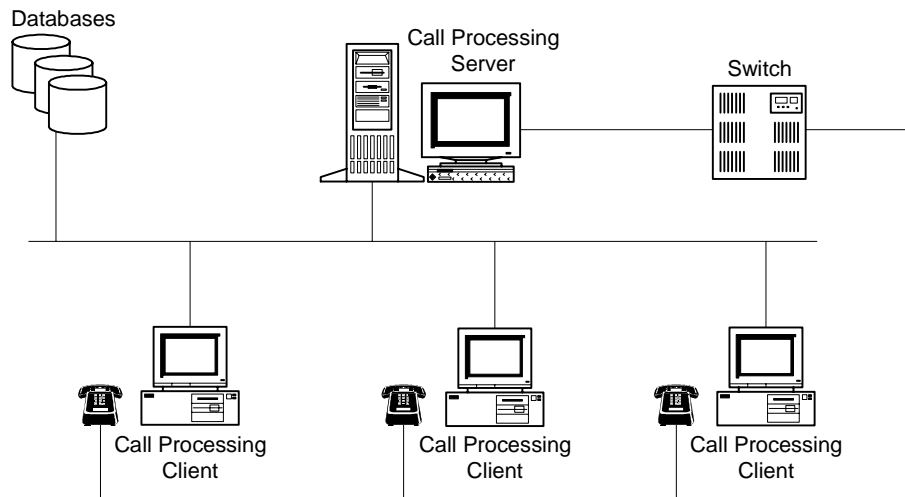 Databases
Call Processing
Server
Switch
Call Processing
Client
Call Processing
Client
Call Processing
Client